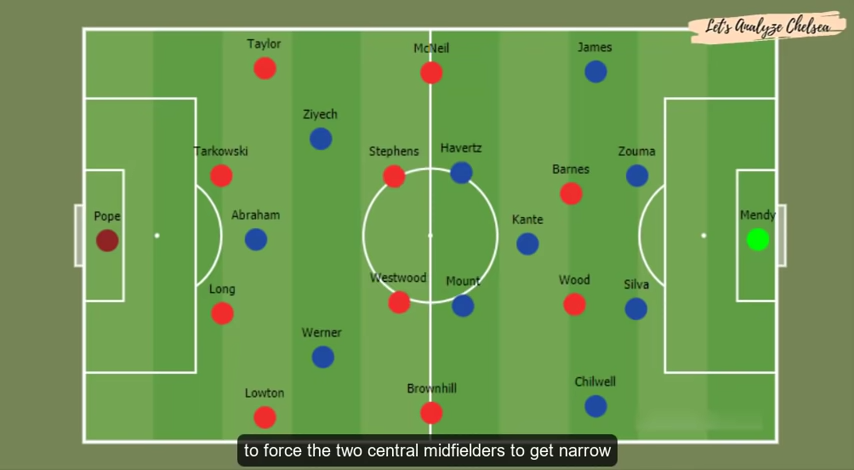 Let's Analyze Chelsea
Taylor
McNeil
James
Ziyech
Tarkowski
Stephens
Havertz
Barnes
Zouma
Pope
Abraham
Kante
Mendy
Long
Westwood
Mount
Wood
Silva
Werner
Lowton
Brownhill
Chilwell
to force the two central midfielders to get narrow